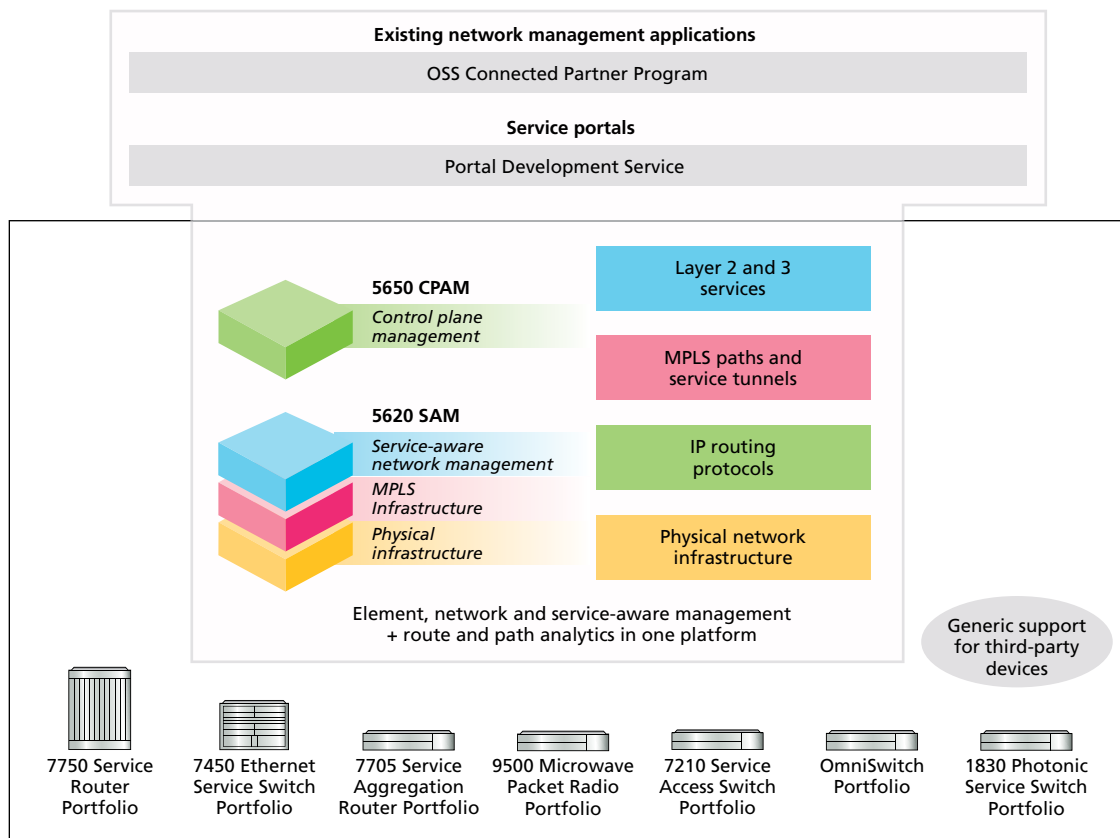 Existing network management applications
OSS Connected Partner Program
Service portals
Portal Development Service
5650 CPAM
Control plane
management
Layer 2 and 3
services
MPLS paths and
service tunnels
5620 SAM
Service-aware
network management
MPLS
Infrastructure
Physical
infrastructure
IP routing
protocols
Physical network
infrastructure
Element, network and service-aware management
+ route and path analytics in one platform
Generic support
for third-party
devices
7750 Service
Router
Portfolio
7450 Ethernet
Service Switch
Portfolio
7705 Service
Aggregation
Router Portfolio
9500 Microwave
Packet Radio
Portfolio
7210 Service
Access Switch
Portfolio
OmniSwitch
Portfolio
1830 Photonic
Service Switch
Portfolio